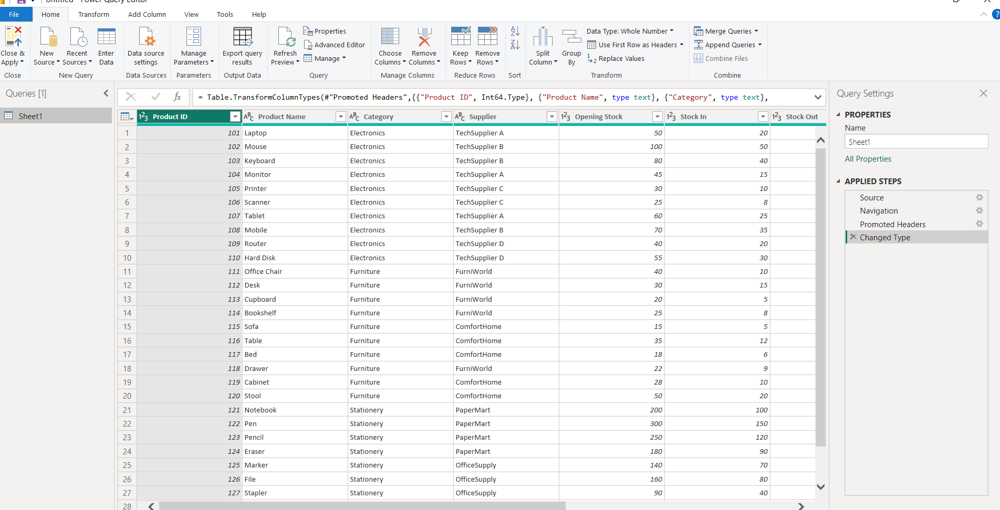 Untitled - Power Query Editor
File Home Transform Add Column View Tools Help
Close & Apply
New Source
Recent Sources
Enter Data
Data source settings
Manage Parameters
Export query results
Refresh Preview
Properties
Advanced Editor
Manage
Choose Columns
Remove Columns
Keep Rows
Remove Rows
Split Column
Group By
Data Type: Whole Number
Use First Row as Headers
Replace Values
Merge Queries
Append Queries
Combine Files
Close New Query Data Sources Parameters Output Data Query Manage Columns Reduce Rows Sort Transform Combine
Queries [1]
Sheet1
= Table.TransformColumnTypes(#"Promoted Headers",{{"Product ID", Int64.Type}, {"Product Name", type text}, {"Category", type text},
Product ID Product Name Category Supplier Opening Stock Stock In Stock Out
1 101 Laptop Electronics TechSupplier A 50 20
2 102 Mouse Electronics TechSupplier B 100 50
3 103 Keyboard Electronics TechSupplier B 80 40
4 104 Monitor Electronics TechSupplier A 45 15
5 105 Printer Electronics TechSupplier C 30 10
6 106 Scanner Electronics TechSupplier C 25 8
7 107 Tablet Electronics TechSupplier A 60 25
8 108 Mobile Electronics TechSupplier B 70 35
9 109 Router Electronics TechSupplier D 40 20
10 110 Hard Disk Electronics TechSupplier D 55 30
11 111 Office Chair Furniture FurniWorld 40 10
12 112 Desk Furniture FurniWorld 30 15
13 113 Cupboard Furniture FurniWorld 20 5
14 114 Bookshelf Furniture FurniWorld 25 8
15 115 Sofa Furniture ComfortHome 15 5
16 116 Table Furniture ComfortHome 35 12
17 117 Bed Furniture ComfortHome 18 6
18 118 Drawer Furniture FurniWorld 22 9
19 119 Cabinet Furniture ComfortHome 28 10
20 120 Stool Furniture ComfortHome 50 20
21 121 Notebook Stationery PaperMart 200 100
22 122 Pen Stationery PaperMart 300 150
23 123 Pencil Stationery PaperMart 250 120
24 124 Eraser Stationery PaperMart 180 90
25 125 Marker Stationery OfficeSupply 140 70
26 126 File Stationery OfficeSupply 160 80
27 127 Stapler Stationery OfficeSupply 90 40
28
Query Settings
PROPERTIES
Name
Sheet1
All Properties
APPLIED STEPS
Source
Navigation
Promoted Headers
Changed Type